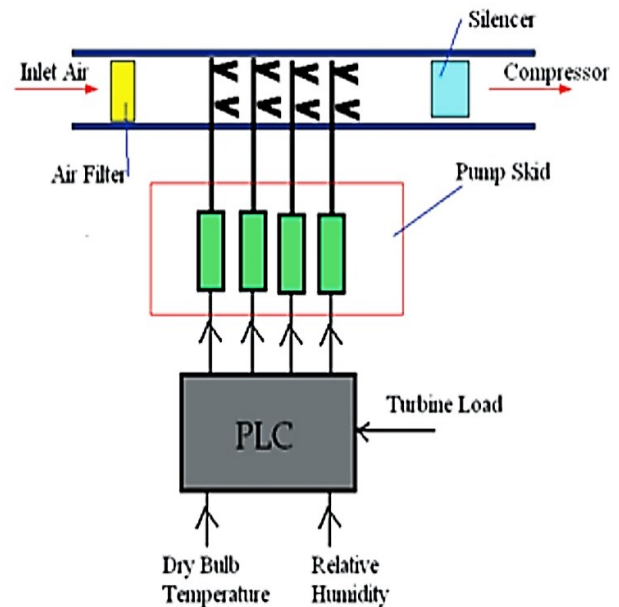 Silencer
Inlet Air
Compressor
Air Filter
Pump Skid
Turbine Load
PLC
Dry Bulb
Temperature
Relative
Humidity